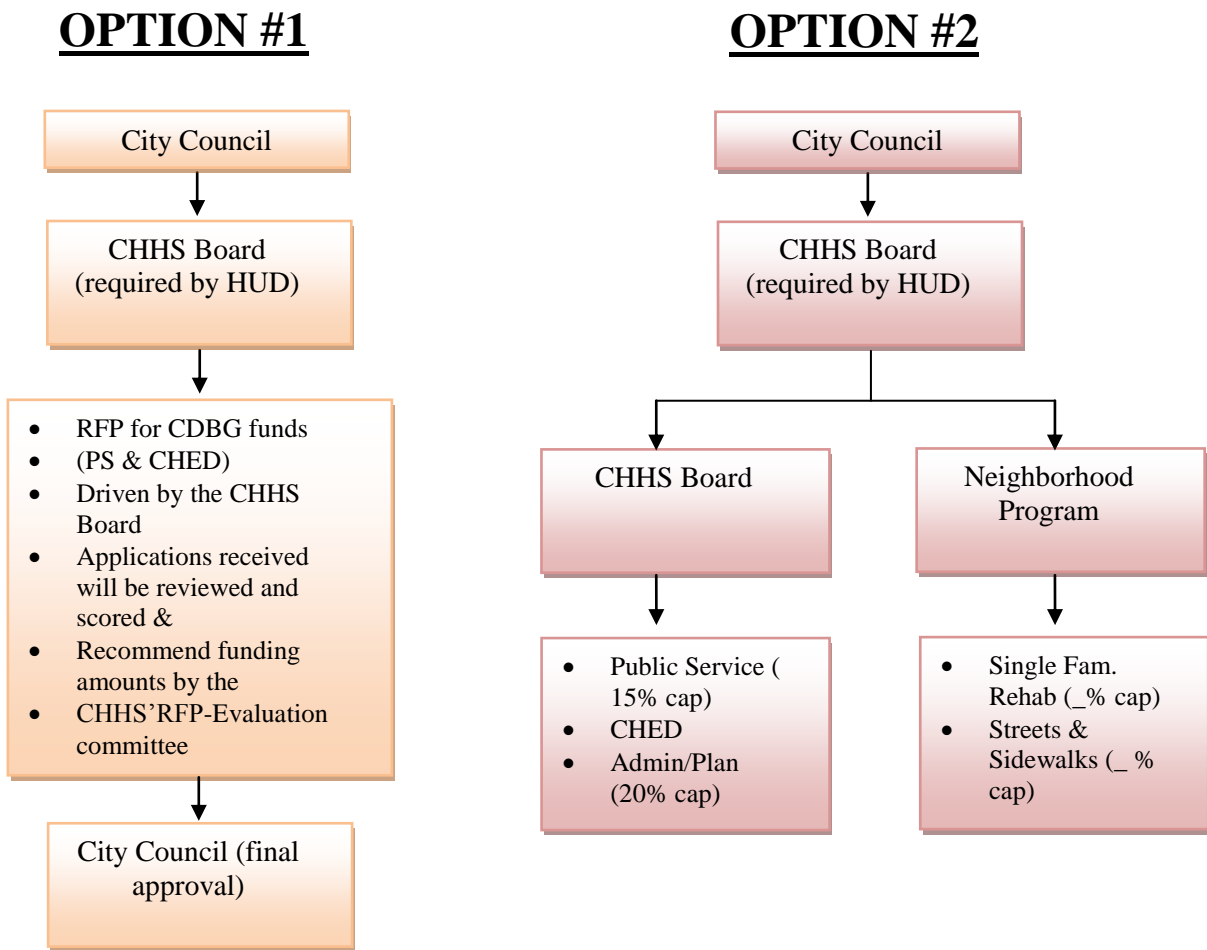 OPTION #1
City Council
CHHS Board
(required by HUD)
• RFP for CDBG funds
• (PS & CHED)
• Driven by the CHHS
Board
• Applications received
will be reviewed and
scored &
• Recommend funding
amounts by the
• CHHS’RFP-Evaluation
committee
City Council (final
approval)
OPTION #2
City Council
CHHS Board
(required by HUD)
CHHS Board
• Public Service (
15% cap)
• CHED
• Admin/Plan
(20% cap)
Neighborhood
Program
• Single Fam.
Rehab (_% cap)
• Streets &
Sidewalks (_ %
cap)